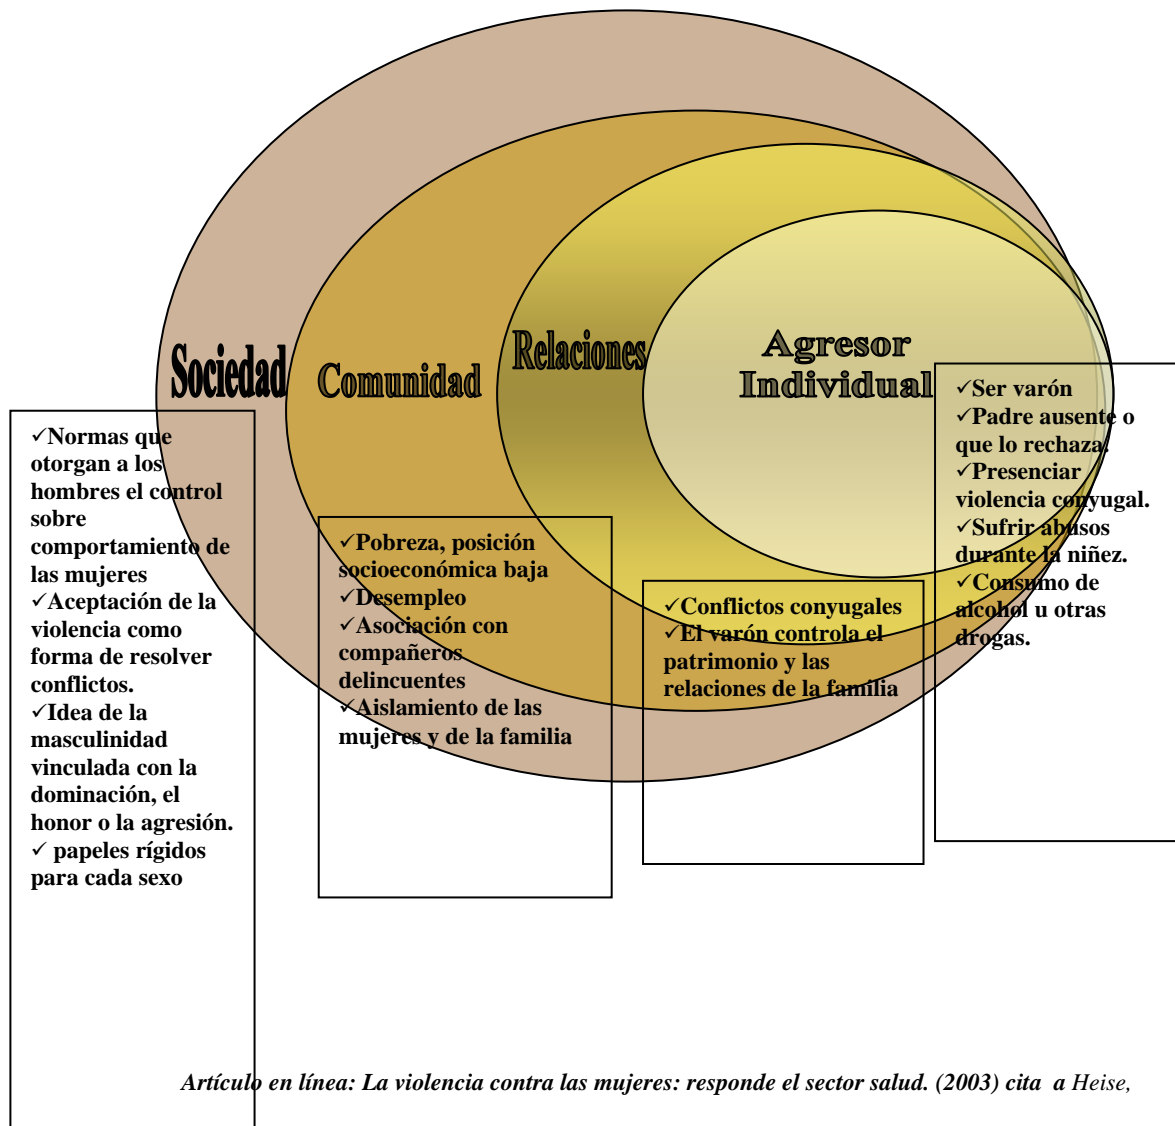 Sociedad
Comunidad
Relaciones
Agresor
Individual
✓Normas que
otorgan a los
hombres el control
sobre
comportamiento de
las mujeres
✓Aceptación de la
violencia como
forma de resolver
conflictos.
✓Idea de la
masculinidad
vinculada con la
dominación, el
honor o la agresión.
✓ papeles rígidos
para cada sexo
✓Pobreza, posición
socioeconómica baja
✓Desempleo
✓Asociación con
compañeros
delincuentes
✓Aislamiento de las
mujeres y de la familia
✓Conflictos conyugales
✓El varón controla el
patrimonio y las
relaciones de la familia
✓Ser varón
✓Padre ausente o
que lo rechaza.
✓Presenciar
violencia conyugal.
✓Sufrir abusos
durante la niñez.
✓Consumo de
alcohol u otras
drogas.
Artículo en línea: La violencia contra las mujeres: responde el sector salud. (2003) cita a Heise,